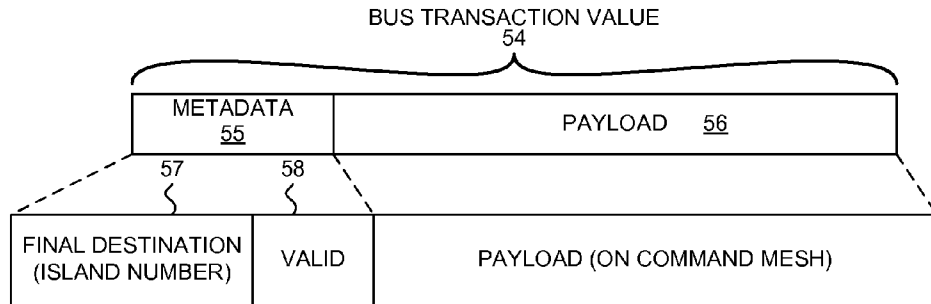 BUS TRANSACTION VALUE
54
METADATA
55
PAYLOAD 56
57 58
FINAL DESTINATION
(ISLAND NUMBER)
VALID
PAYLOAD (ON COMMAND MESH)